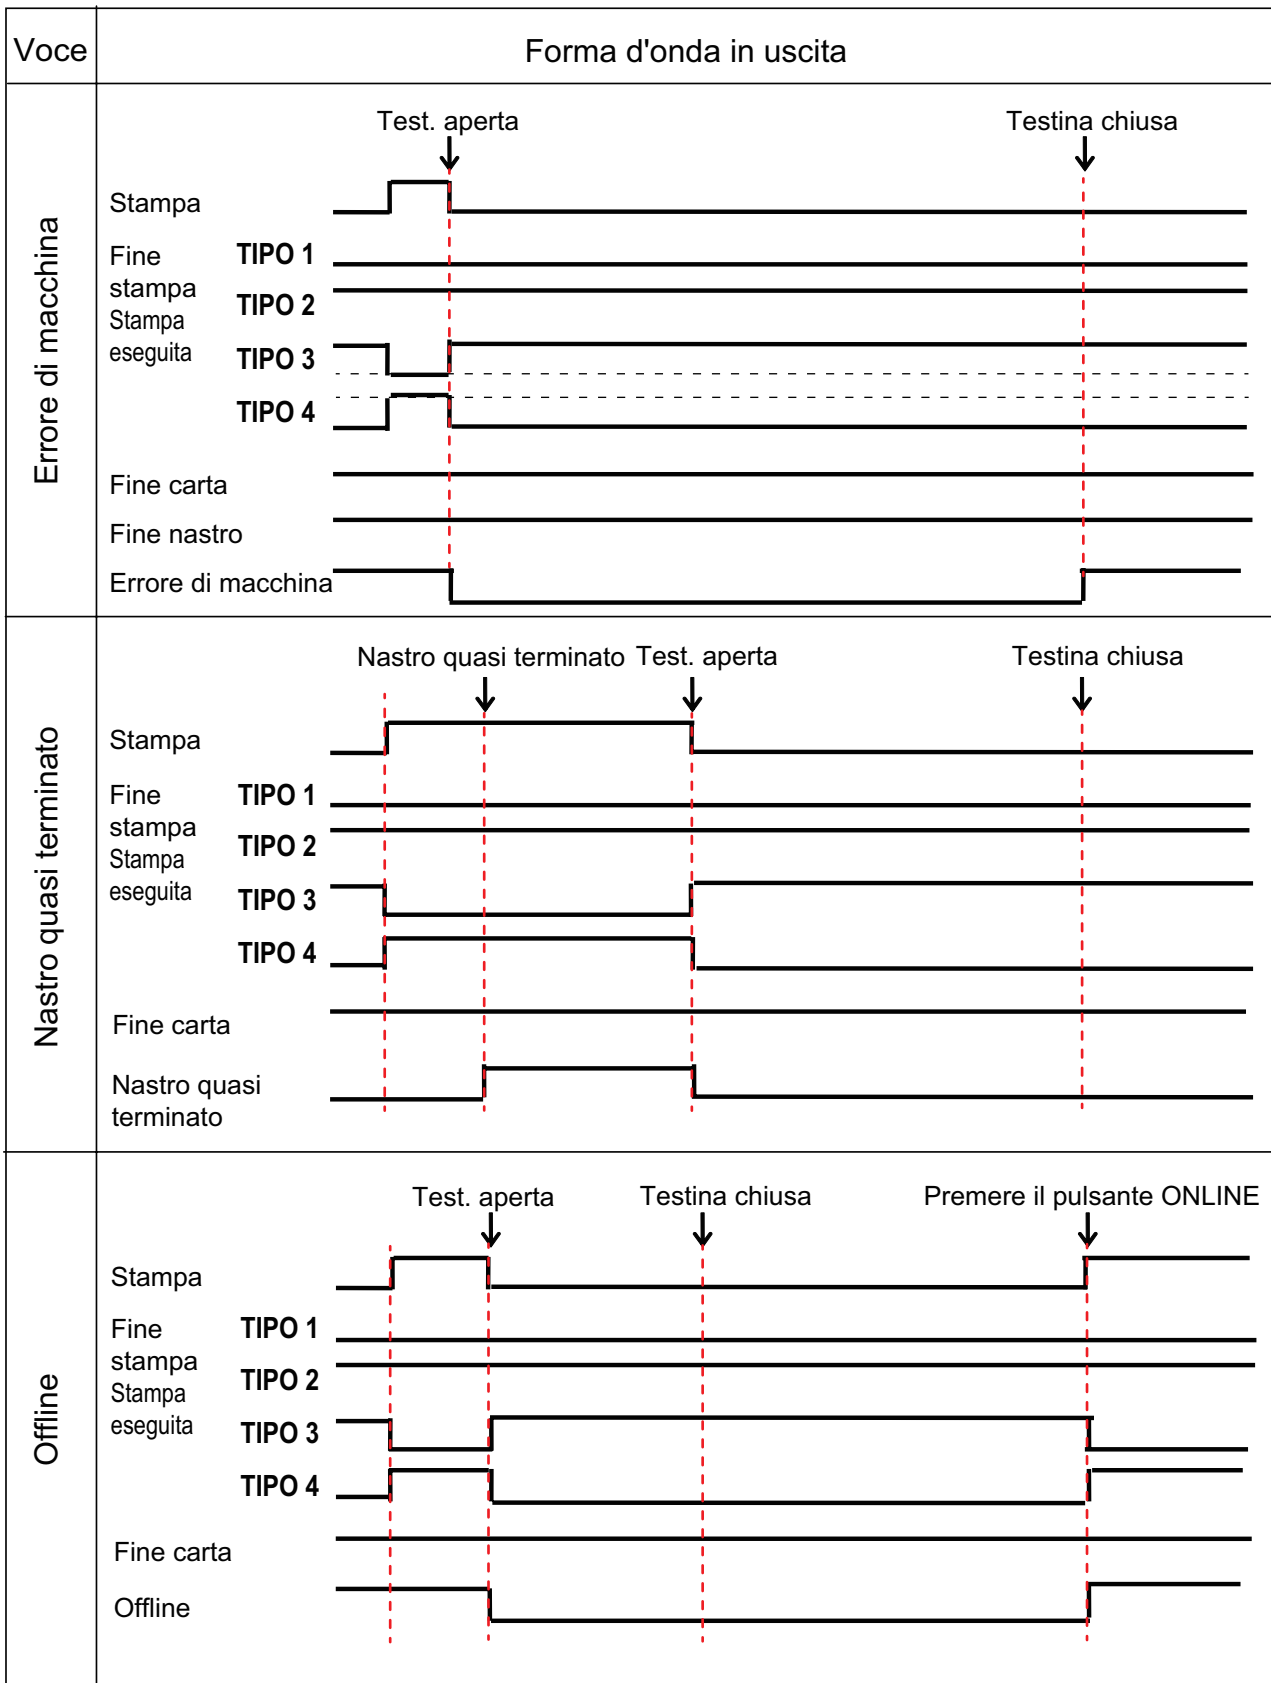 Voce
Forma d'onda in uscita
Errore di macchina
Test. aperta
Testina chiusa
Stampa
Fine
stampa
Stampa
eseguita
TIPO 1
TIPO 2
TIPO 3
TIPO 4
Fine carta
Fine nastro
Errore di macchina
Nastro quasi terminato
Nastro quasi terminato
Test. aperta
Testina chiusa
Stampa
Fine
stampa
Stampa
eseguita
TIPO 1
TIPO 2
TIPO 3
TIPO 4
Fine carta
Nastro quasi
terminato
Offline
Test. aperta
Testina chiusa
Premere il pulsante ONLINE
Stampa
Fine
stampa
Stampa
eseguita
TIPO 1
TIPO 2
TIPO 3
TIPO 4
Fine carta
Offline